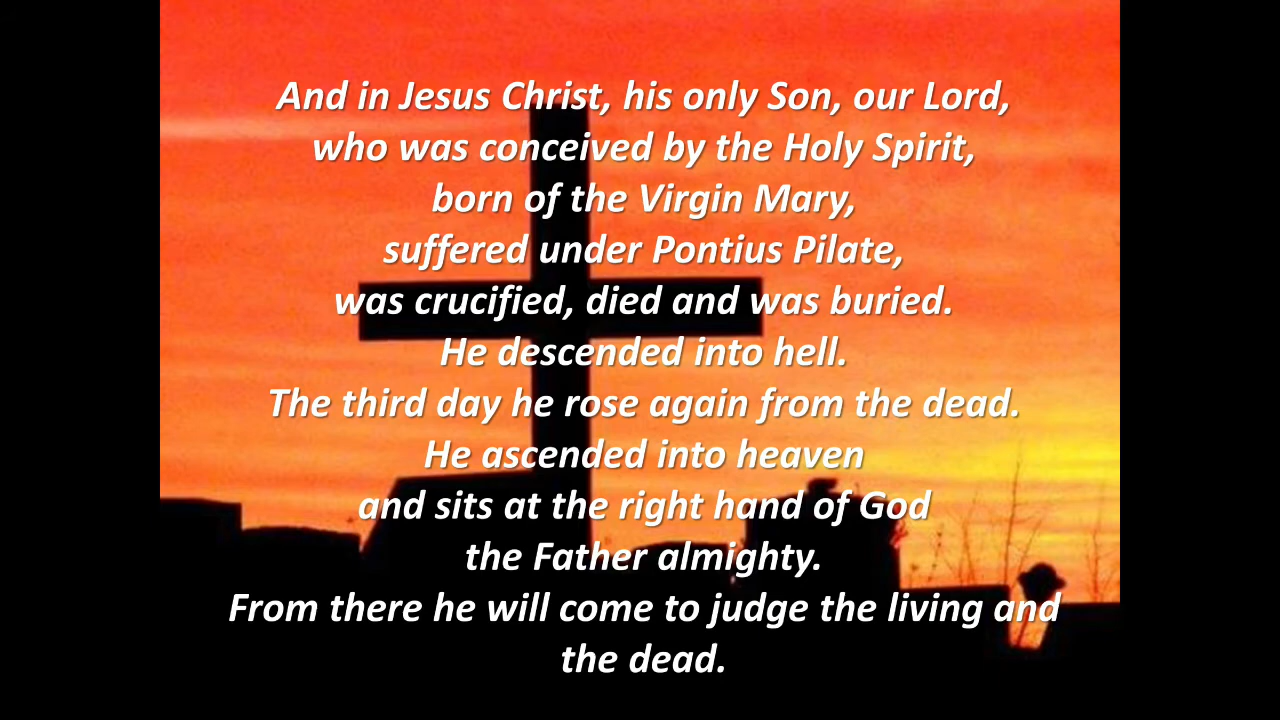 And in Jesus Christ, his only Son, our Lord,
who was conceived by the Holy Spirit,
born of the Virgin Mary,
suffered under Pontius Pilate,
was crucified, died and was buried.
He descended into hell.
The third day he rose again from the dead.
He ascended into heaven
and sits at the right hand of God
the Father almighty.
From there he will come to judge the living and
the dead.